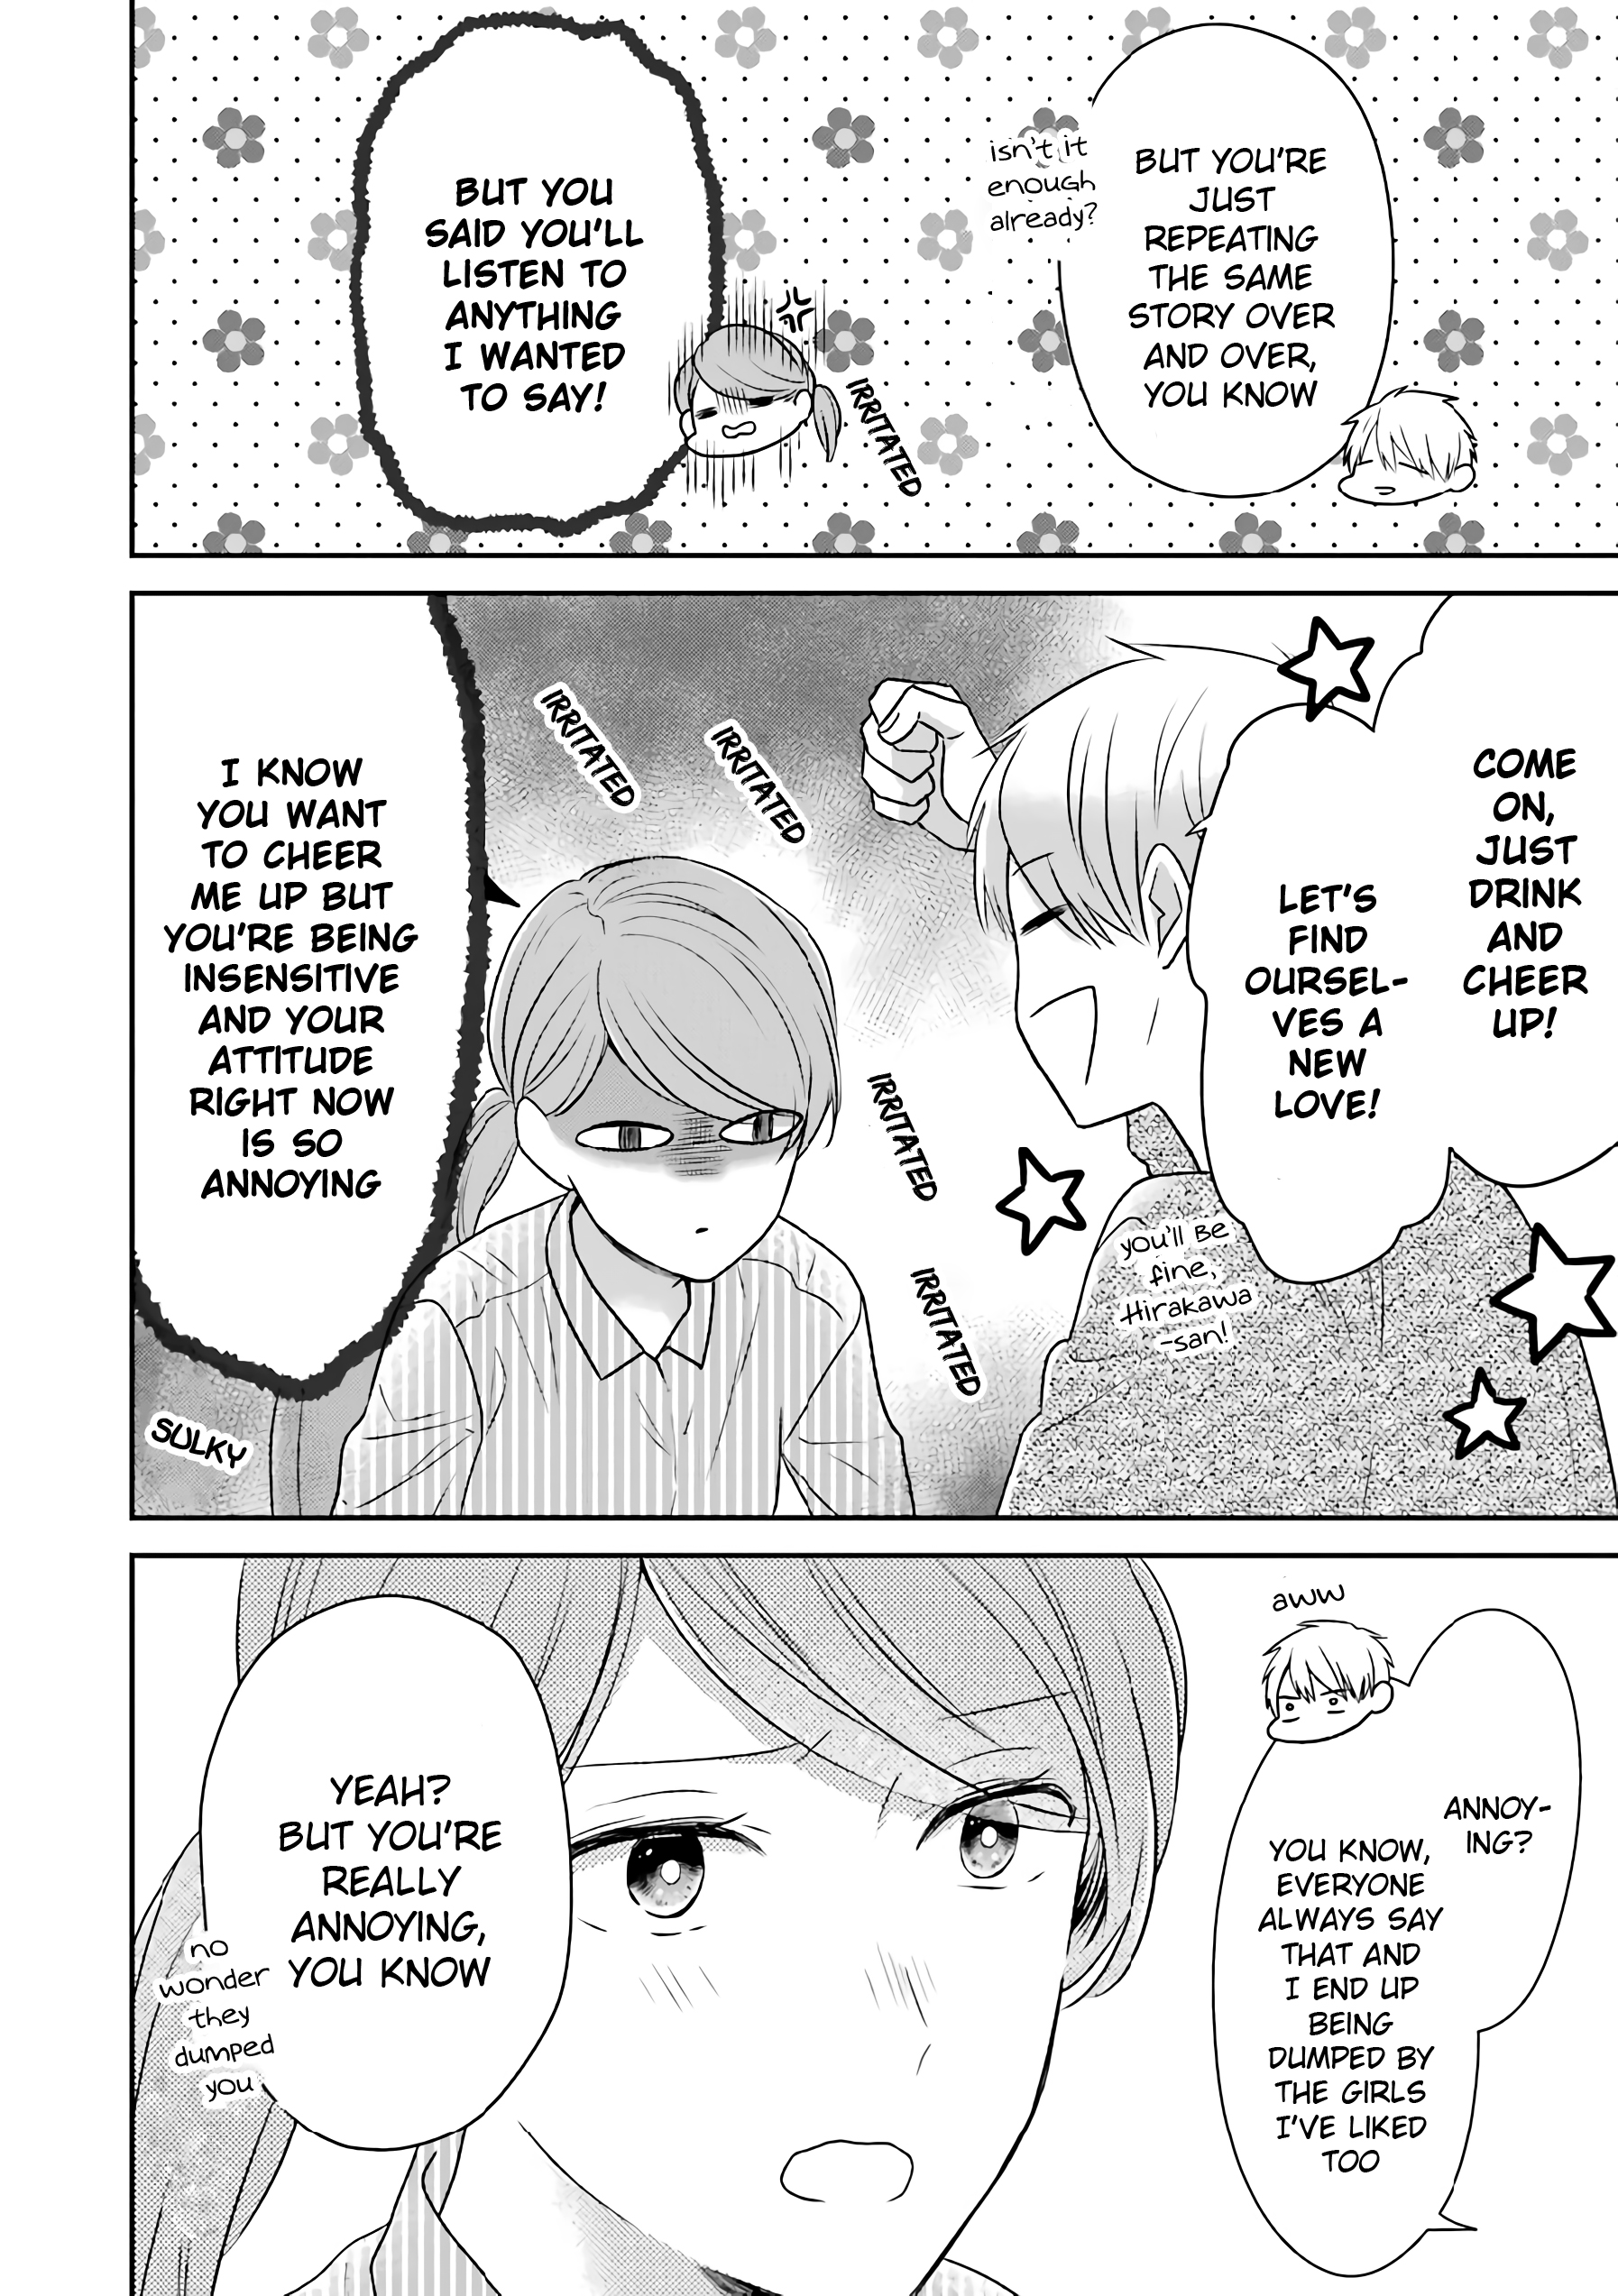 BUT YOU'RE
JUST
REPEATING
THE SAME
STORY OVER
AND OVER,
YOU KNOW
isn't it
enough
already?
BUT YOU
SAID YOU'LL
LISTEN TO
ANYTHING
I WANTED
TO SAY!
IRRITATED
COME
ON,
JUST
DRINK
AND
CHEER
UP!
LET'S
FIND
OURSEL-
VES A
NEW
LOVE!
you'll Be
fine,
Hirakawa
-san!
IRRITATED
IRRITATED
IRRITATED
IRRITATED
I KNOW
YOU WANT
TO CHEER
ME UP BUT
YOU'RE BEING
INSENSITIVE
AND YOUR
ATTITUDE
RIGHT NOW
IS SO
ANNOYING
SULKY
aww
ANNOY-
ING?
YOU KNOW,
EVERYONE
ALWAYS SAY
THAT AND
I END UP
BEING
DUMPED BY
THE GIRLS
I'VE LIKED
TOO
YEAH?
BUT YOU'RE
REALLY
ANNOYING,
YOU KNOW
no
wonder
they
dumped
you